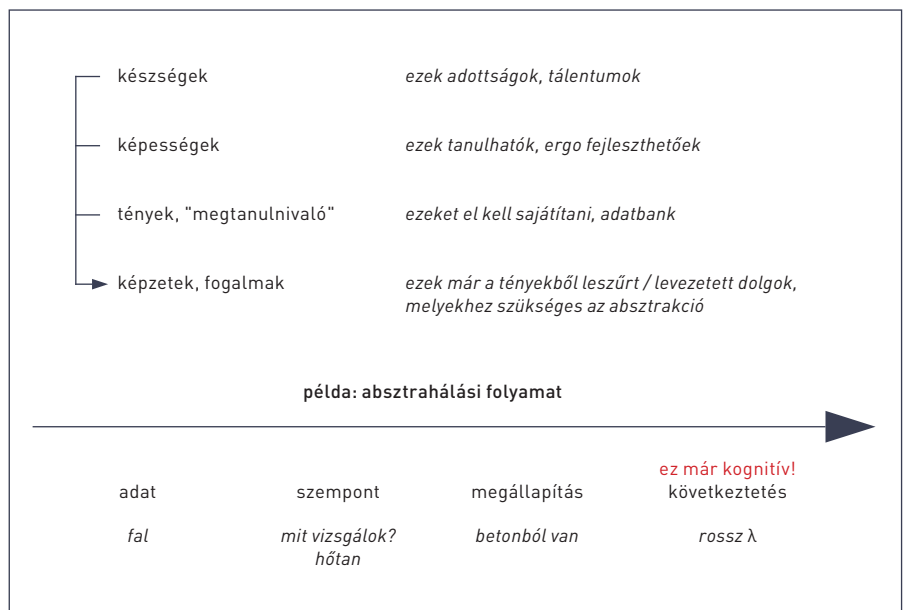 készségek ezek adottságok, tálentumok
képességek ezek tanulhatók, ergo fejleszthetőek
tények, "megtanulnivaló" ezeket el kell sajátítani, adatbank
képzetek, fogalmak ezek már a tényekből leszűrt / levezetett dolgok,
melyekhez szükséges az absztrakció
példa: absztrahálási folyamat
ez már kognitív!
adat szempont megállapítás következtetés
fal mit vizsgálok? betonból van rossz λ
hőtan